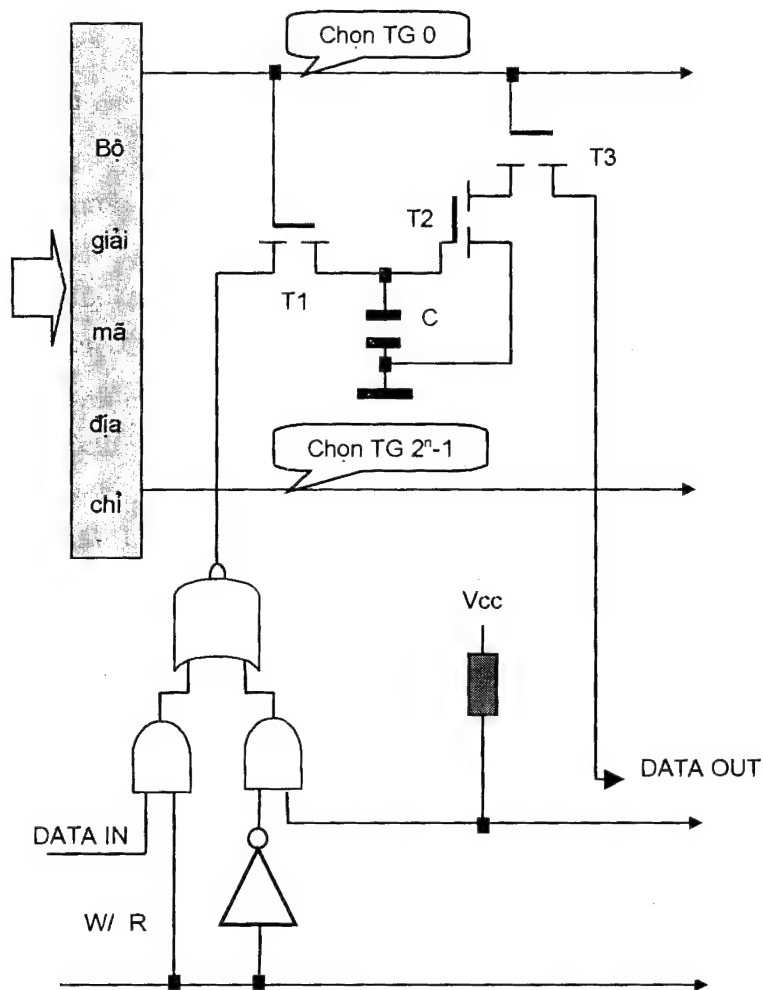 Chọn TG 0
Bộ
giải
mã
địa
chỉ
T3
T2
T1
C
Chọn TG 2ⁿ-1
Vcc
DATA OUT
DATA IN
W/ R